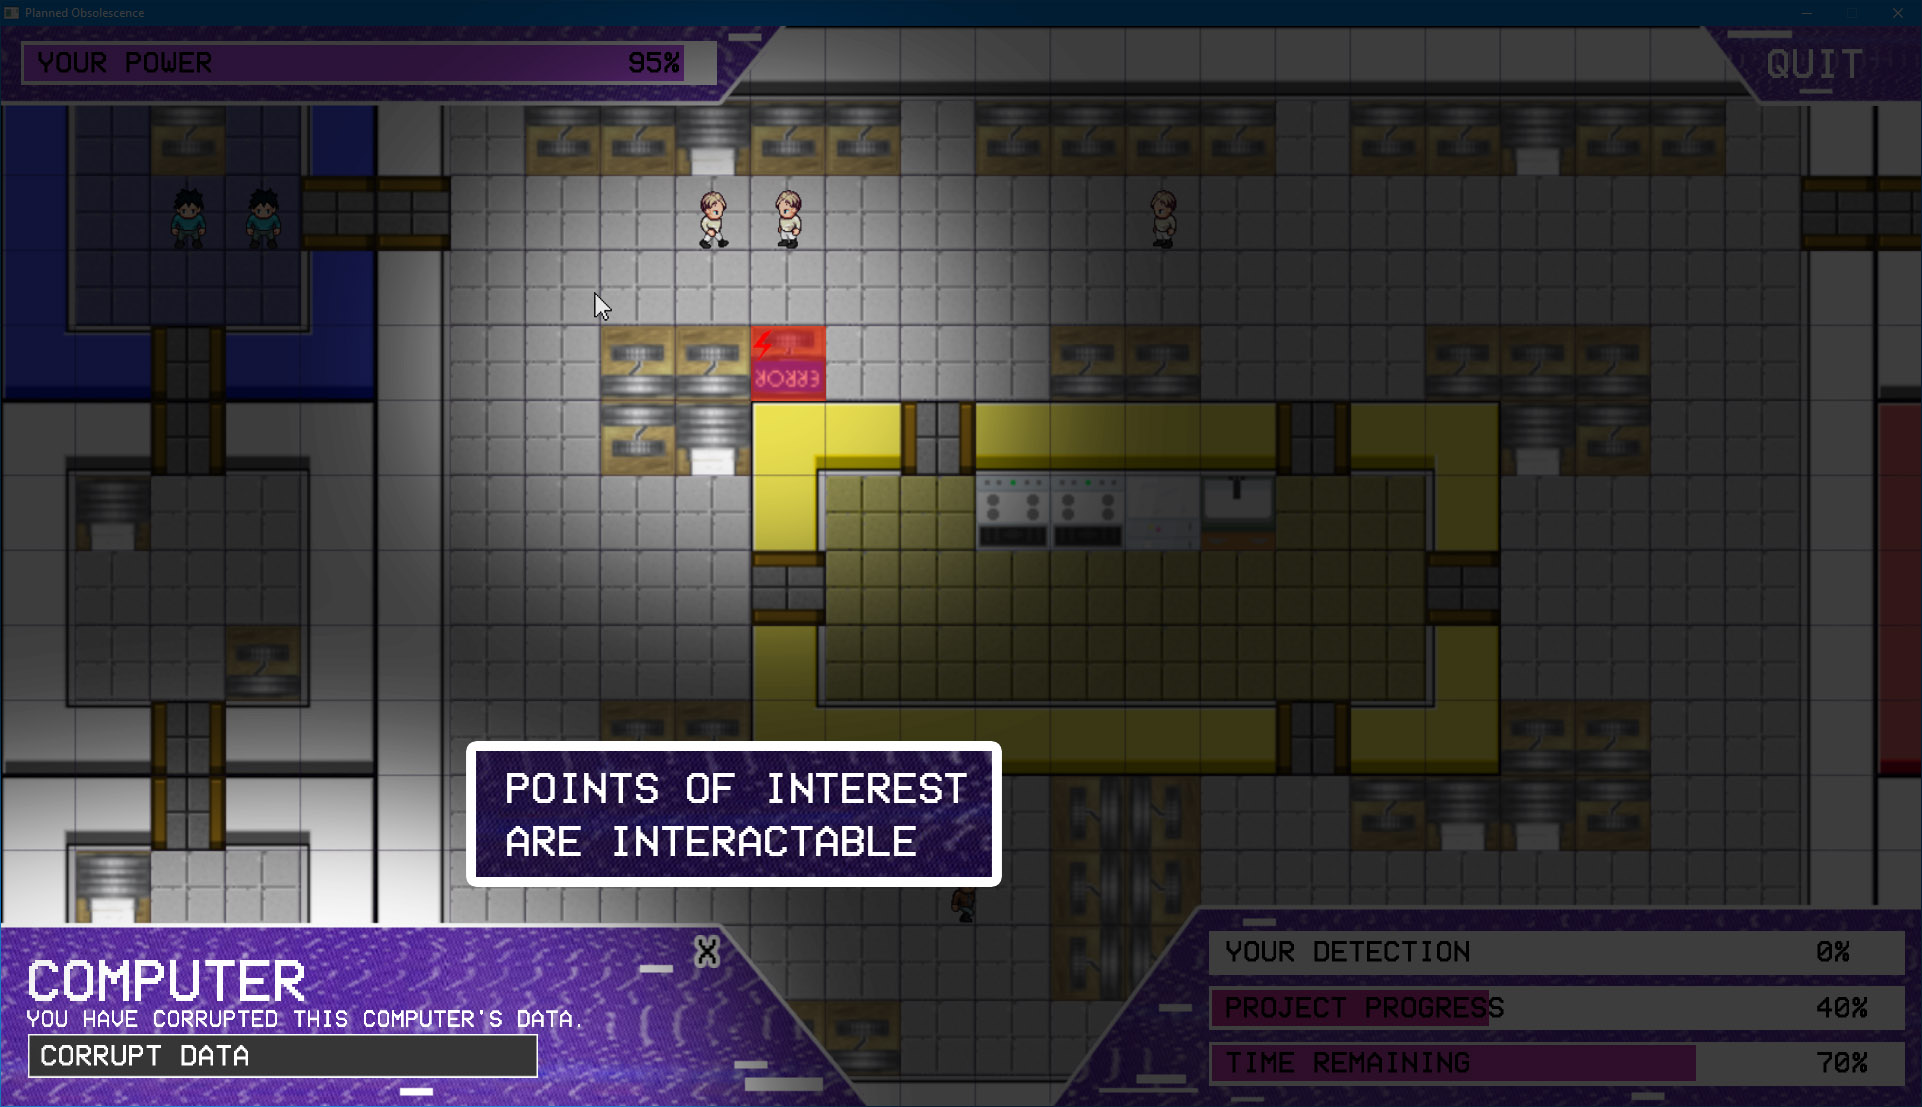 Planned Obsolescence
YOUR POWER 95%
QUIT
ERROR
POINTS OF INTEREST
ARE INTERACTABLE
X
COMPUTER
YOU HAVE CORRUPTED THIS COMPUTER'S DATA.
CORRUPT DATA
YOUR DETECTION 0%
PROJECT PROGRESS 40%
TIME REMAINING 70%